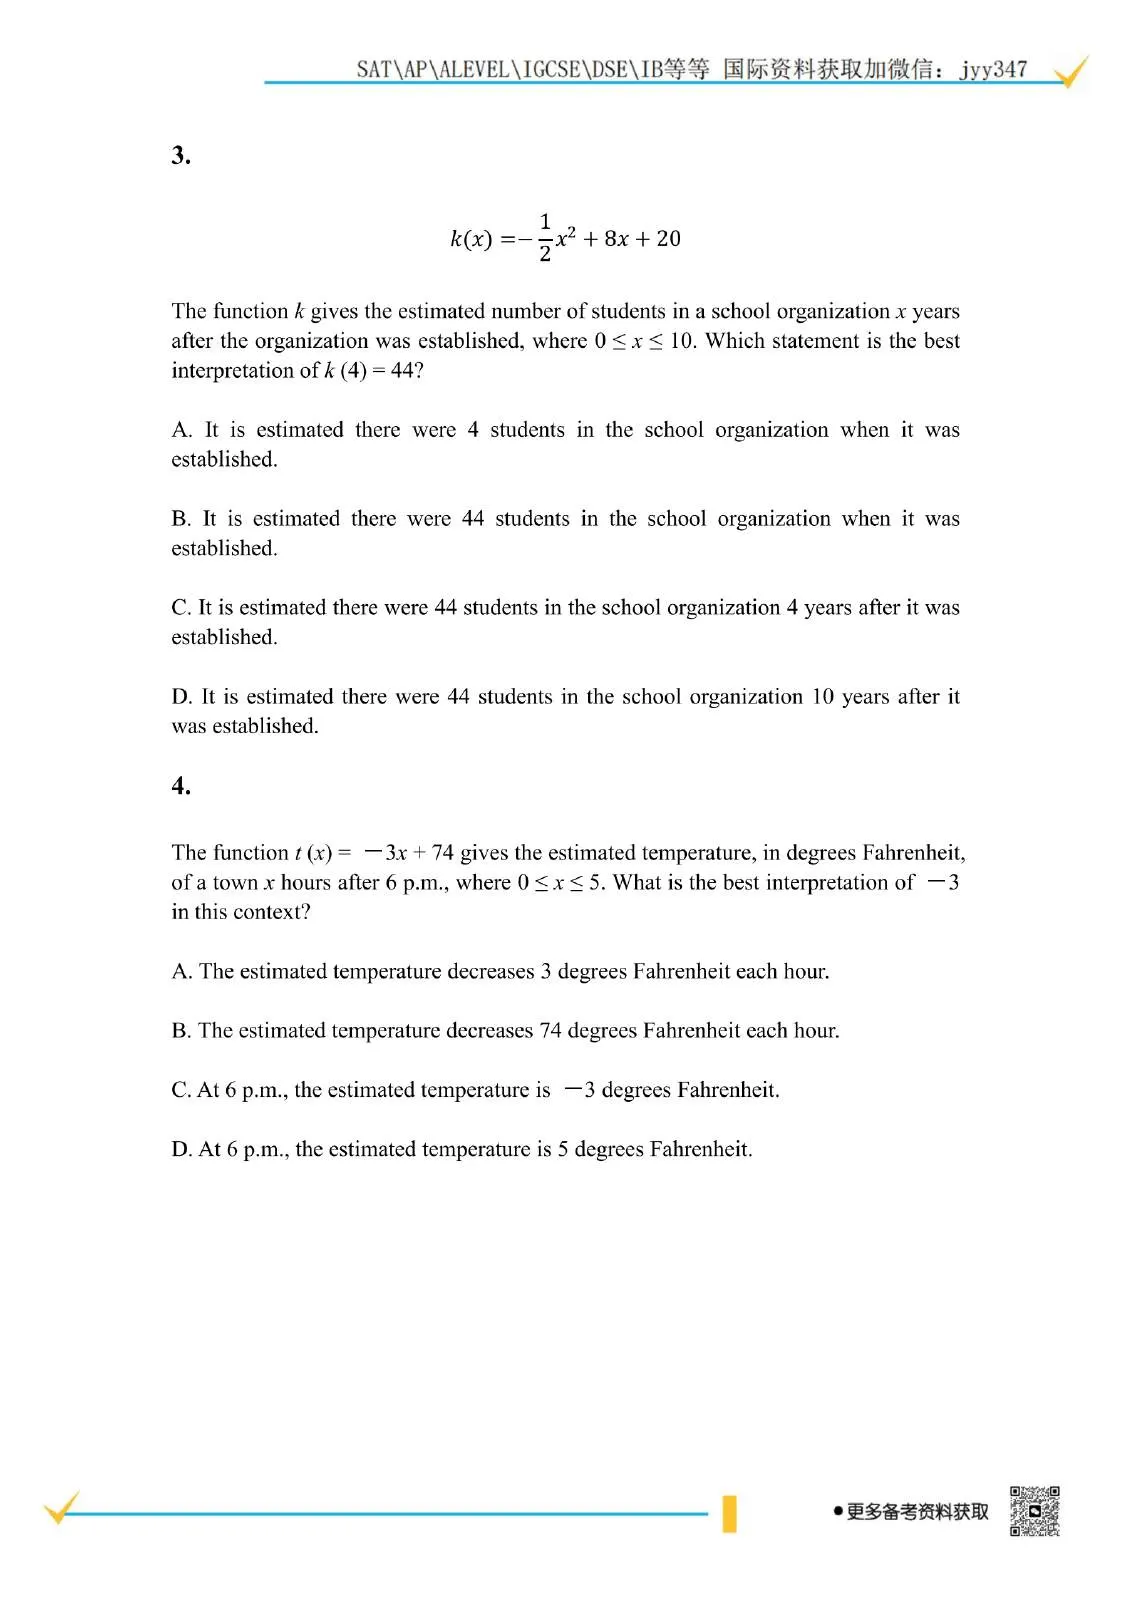 SAT\AP\ALEVEL\IGCSE\DSE\IB等等 国际资料获取加微信：jyy347
3.
k(x) =−\frac{1}{2}x² + 8x + 20
The function k gives the estimated number of students in a school organization x years
after the organization was established, where 0 ≤ x ≤ 10. Which statement is the best
interpretation of k (4) = 44?
A. It is estimated there were 4 students in the school organization when it was
established.
B. It is estimated there were 44 students in the school organization when it was
established.
C. It is estimated there were 44 students in the school organization 4 years after it was
established.
D. It is estimated there were 44 students in the school organization 10 years after it
was established.
4.
The function t (x) = −3x + 74 gives the estimated temperature, in degrees Fahrenheit,
of a town x hours after 6 p.m., where 0 ≤ x ≤ 5. What is the best interpretation of −3
in this context?
A. The estimated temperature decreases 3 degrees Fahrenheit each hour.
B. The estimated temperature decreases 74 degrees Fahrenheit each hour.
C. At 6 p.m., the estimated temperature is −3 degrees Fahrenheit.
D. At 6 p.m., the estimated temperature is 5 degrees Fahrenheit.
●更多备考资料获取